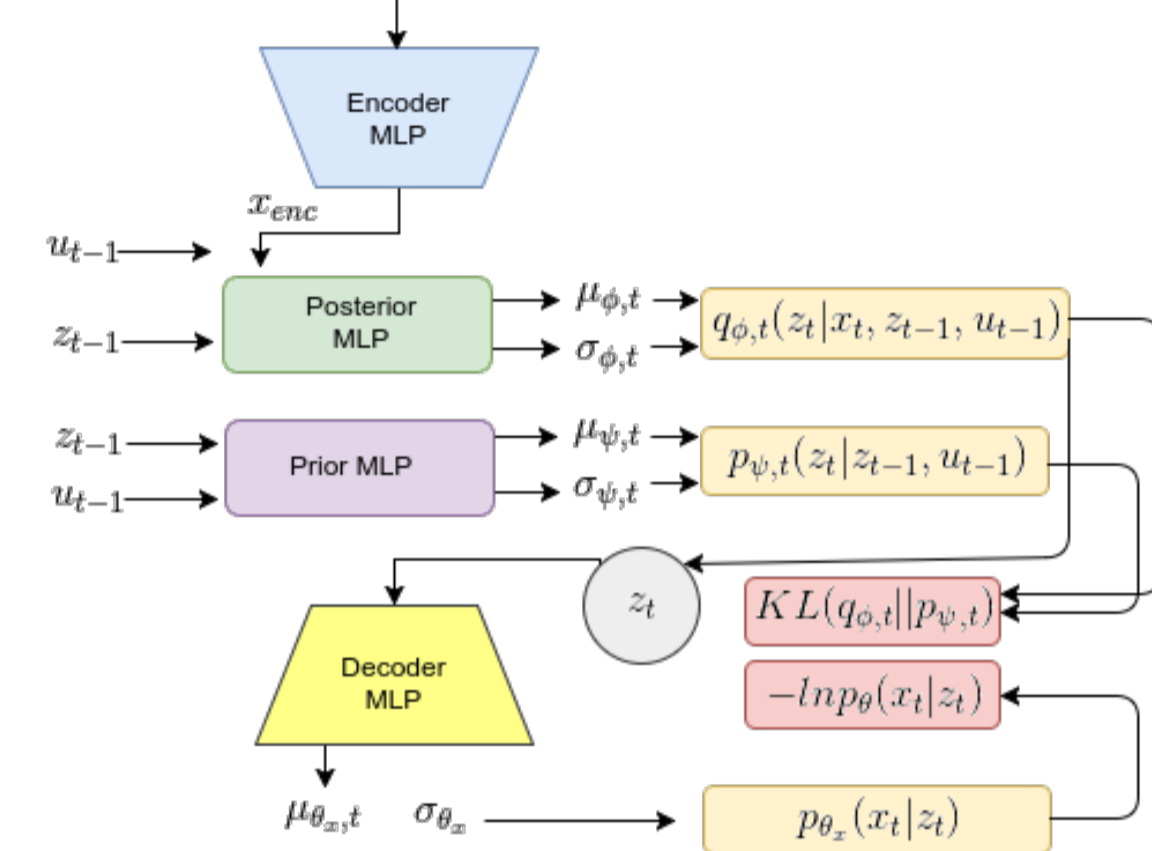 Encoder
MLP
x_{enc}
u_{t-1}
Posterior
MLP
z_{t-1}
μ_{ϕ,t}
σ_{ϕ,t}
q_{ϕ,t}(z_t|x_t, z_{t-1}, u_{t-1})
z_{t-1}
u_{t-1}
Prior MLP
μ_{ψ,t}
σ_{ψ,t}
p_{ψ,t}(z_t|z_{t-1}, u_{t-1})
z_t
KL(q_{ϕ,t}||p_{ψ,t})
Decoder
MLP
-lnp_θ(x_t|z_t)
μ_{θ_x,t}
σ_{θ_x}
p_{θ_x}(x_t|z_t)